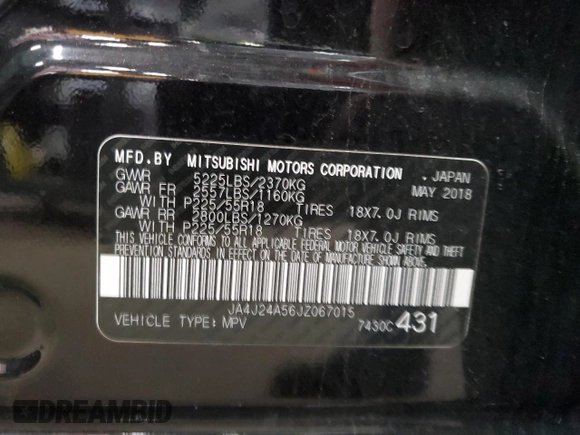 MFD.BY MITSUBISHI MOTORS CORPORATION . JAPAN
GVWR 5225LBS/2370KG MAY 2018
GAWR FR 2557LBS/1160KG
WITH P225/55R18 TIRES 18X7.0J RIMS
GAWR RR 2800LBS/1270KG
WITH P225/55R18 TIRES 18X7.0J RIMS
THIS VEHICLE CONFORMS TO ALL APPLICABLE FEDERAL MOTOR VEHICLE SAFETY AND THEFT
PREVENTION STANDARDS IN EFFECT ON THE DATE OF MANUFACTURE SHOWN ABOVE.
JA4J24A56JZ067015
VEHICLE TYPE:MPV 7430C 431
DREAMBID